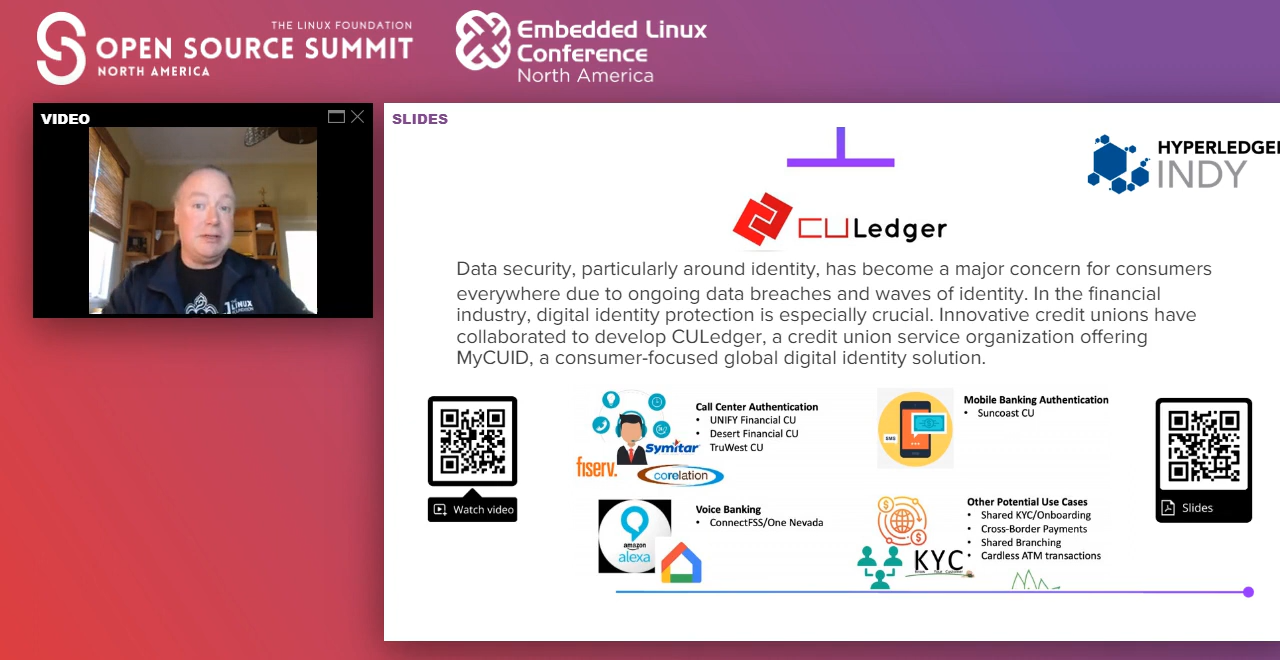 THE LINUX FOUNDATION
OPEN SOURCE SUMMIT
NORTH AMERICA
Embedded Linux
Conference
North America
VIDEO
SLIDES
HYPERLEDGER
INDY
CULedger
Data security, particularly around identity, has become a major concern for consumers
everywhere due to ongoing data breaches and waves of identity. In the financial
industry, digital identity protection is especially crucial. Innovative credit unions have
collaborated to develop CULedger, a credit union service organization offering
MyCUID, a consumer-focused global digital identity solution.
Call Center Authentication
• UNIFY Financial CU
• Desert Financial CU
• TruWest CU
Symitar
fiserv.
corelation
Mobile Banking Authentication
• Suncoast CU
SMS
Watch video
Slides
Voice Banking
• ConnectFSS/One Nevada
amazon
alexa
Other Potential Use Cases
• Shared KYC/Onboarding
• Cross-Border Payments
• Shared Branching
• Cardless ATM transactions
KYC
Know Your Customer
LINUX